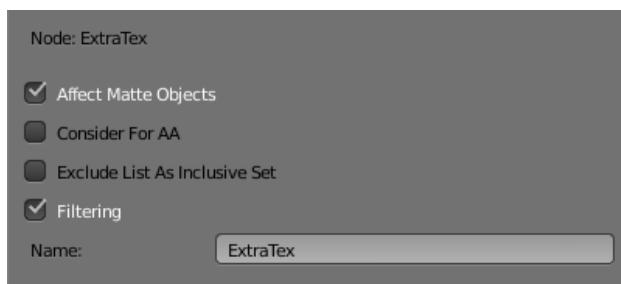 Node: ExtraTex
Affect Matte Objects
Consider For AA
Exclude List As Inclusive Set
Filtering
Name: ExtraTex